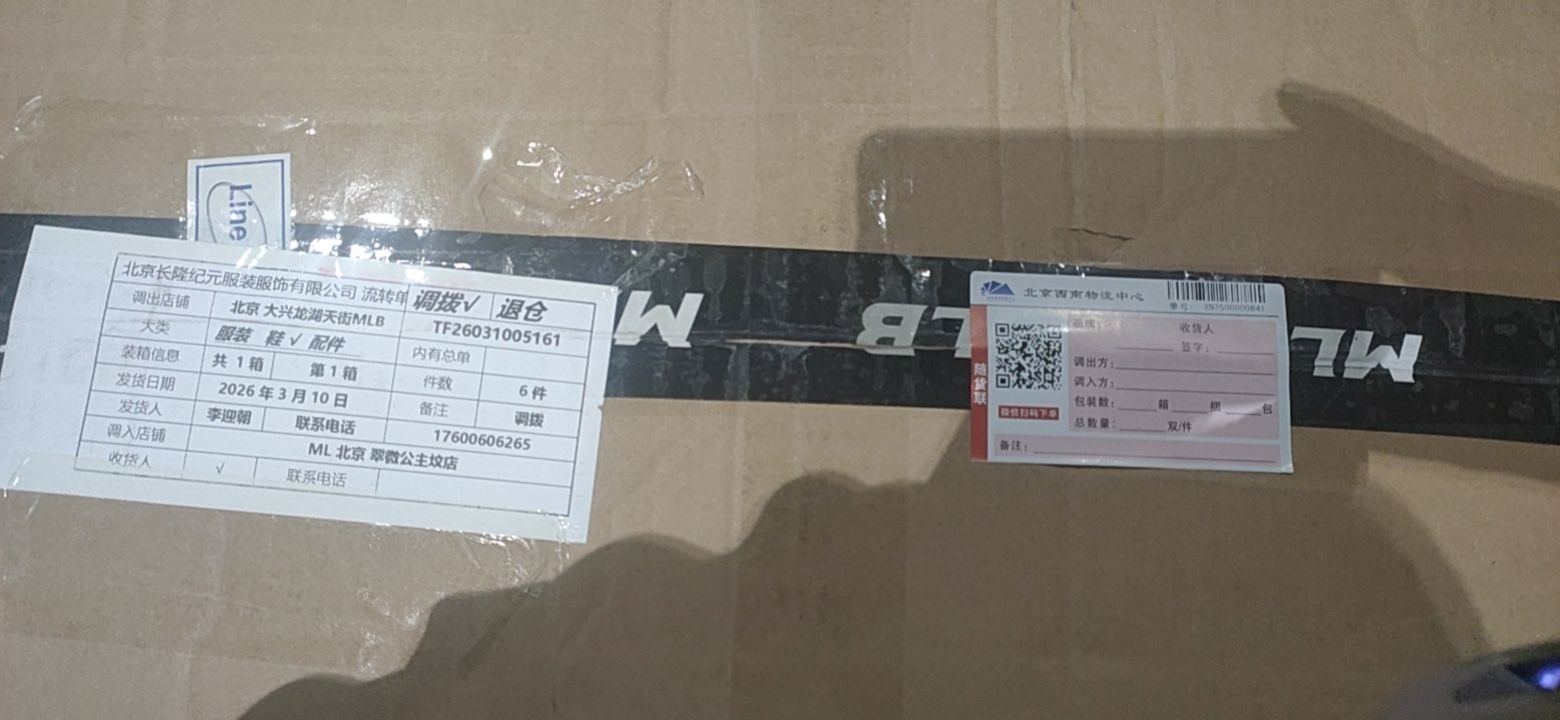 Line
北京长隆纪元服装服饰有限公司 流转单 调拨√ 退仓
调出店铺 北京 大兴龙湖天街MLB TF26031005161
大类 服装 鞋 √ 配件 内有总单
装箱信息 共 1 箱 第 1 箱 件数 6 件
发货日期 2026 年 3 月 10 日 备注 调拨
发货人 李迎朝 联系电话 17600606265
调入店铺 ML 北京 翠微公主坟店
收货人 √ 联系电话
ML
LB
ML
北京西南物流中心
单号: XN7500000841
品牌: 收货人
签字:
调出方:
调入方:
包装数: 箱 捆 包
总数量: 双/件
备注:
随货联
微信扫码下单